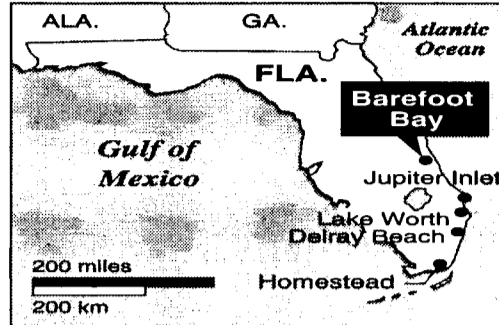 ALA.
GA.
Atlantic
Ocean
FLA.
Barefoot
Bay
Gulf of
Mexico
Jupiter Inlet
Lake Worth
Delray Beach
Homestead
200 miles
200 km